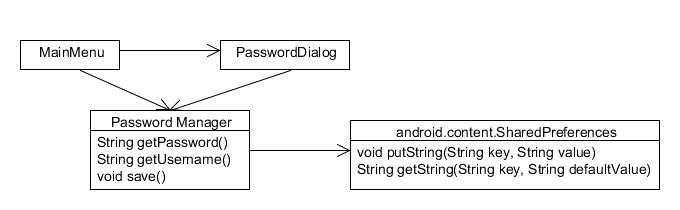 MainMenu
PasswordDialog
Password Manager
String getPassword()
String getUsername()
void save()
android.content.SharedPreferences
void putString(String key, String value)
String getString(String key, String defaultValue)